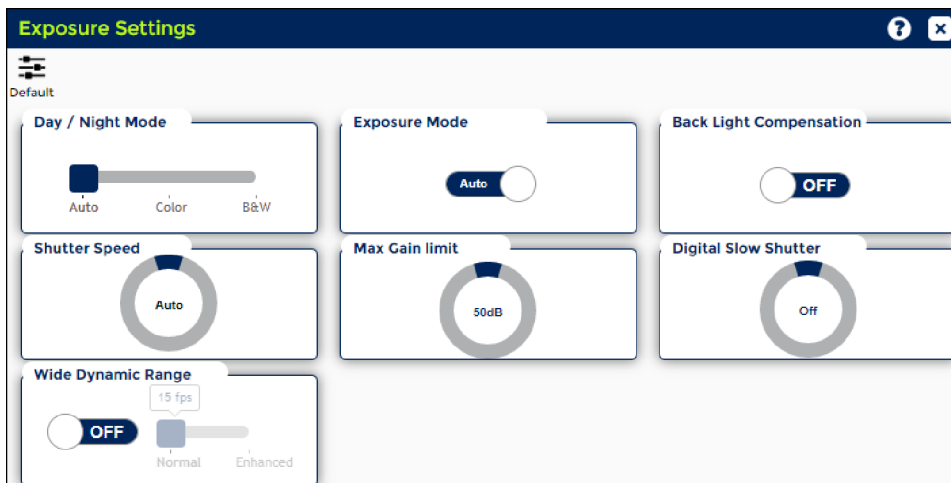 Exposure Settings
?
Default
Day / Night Mode
Auto
Color
B&W
Exposure Mode
Auto
Back Light Compensation
OFF
Shutter Speed
Auto
Max Gain limit
50dB
Digital Slow Shutter
Off
Wide Dynamic Range
15 fps
OFF
Normal
Enhanced